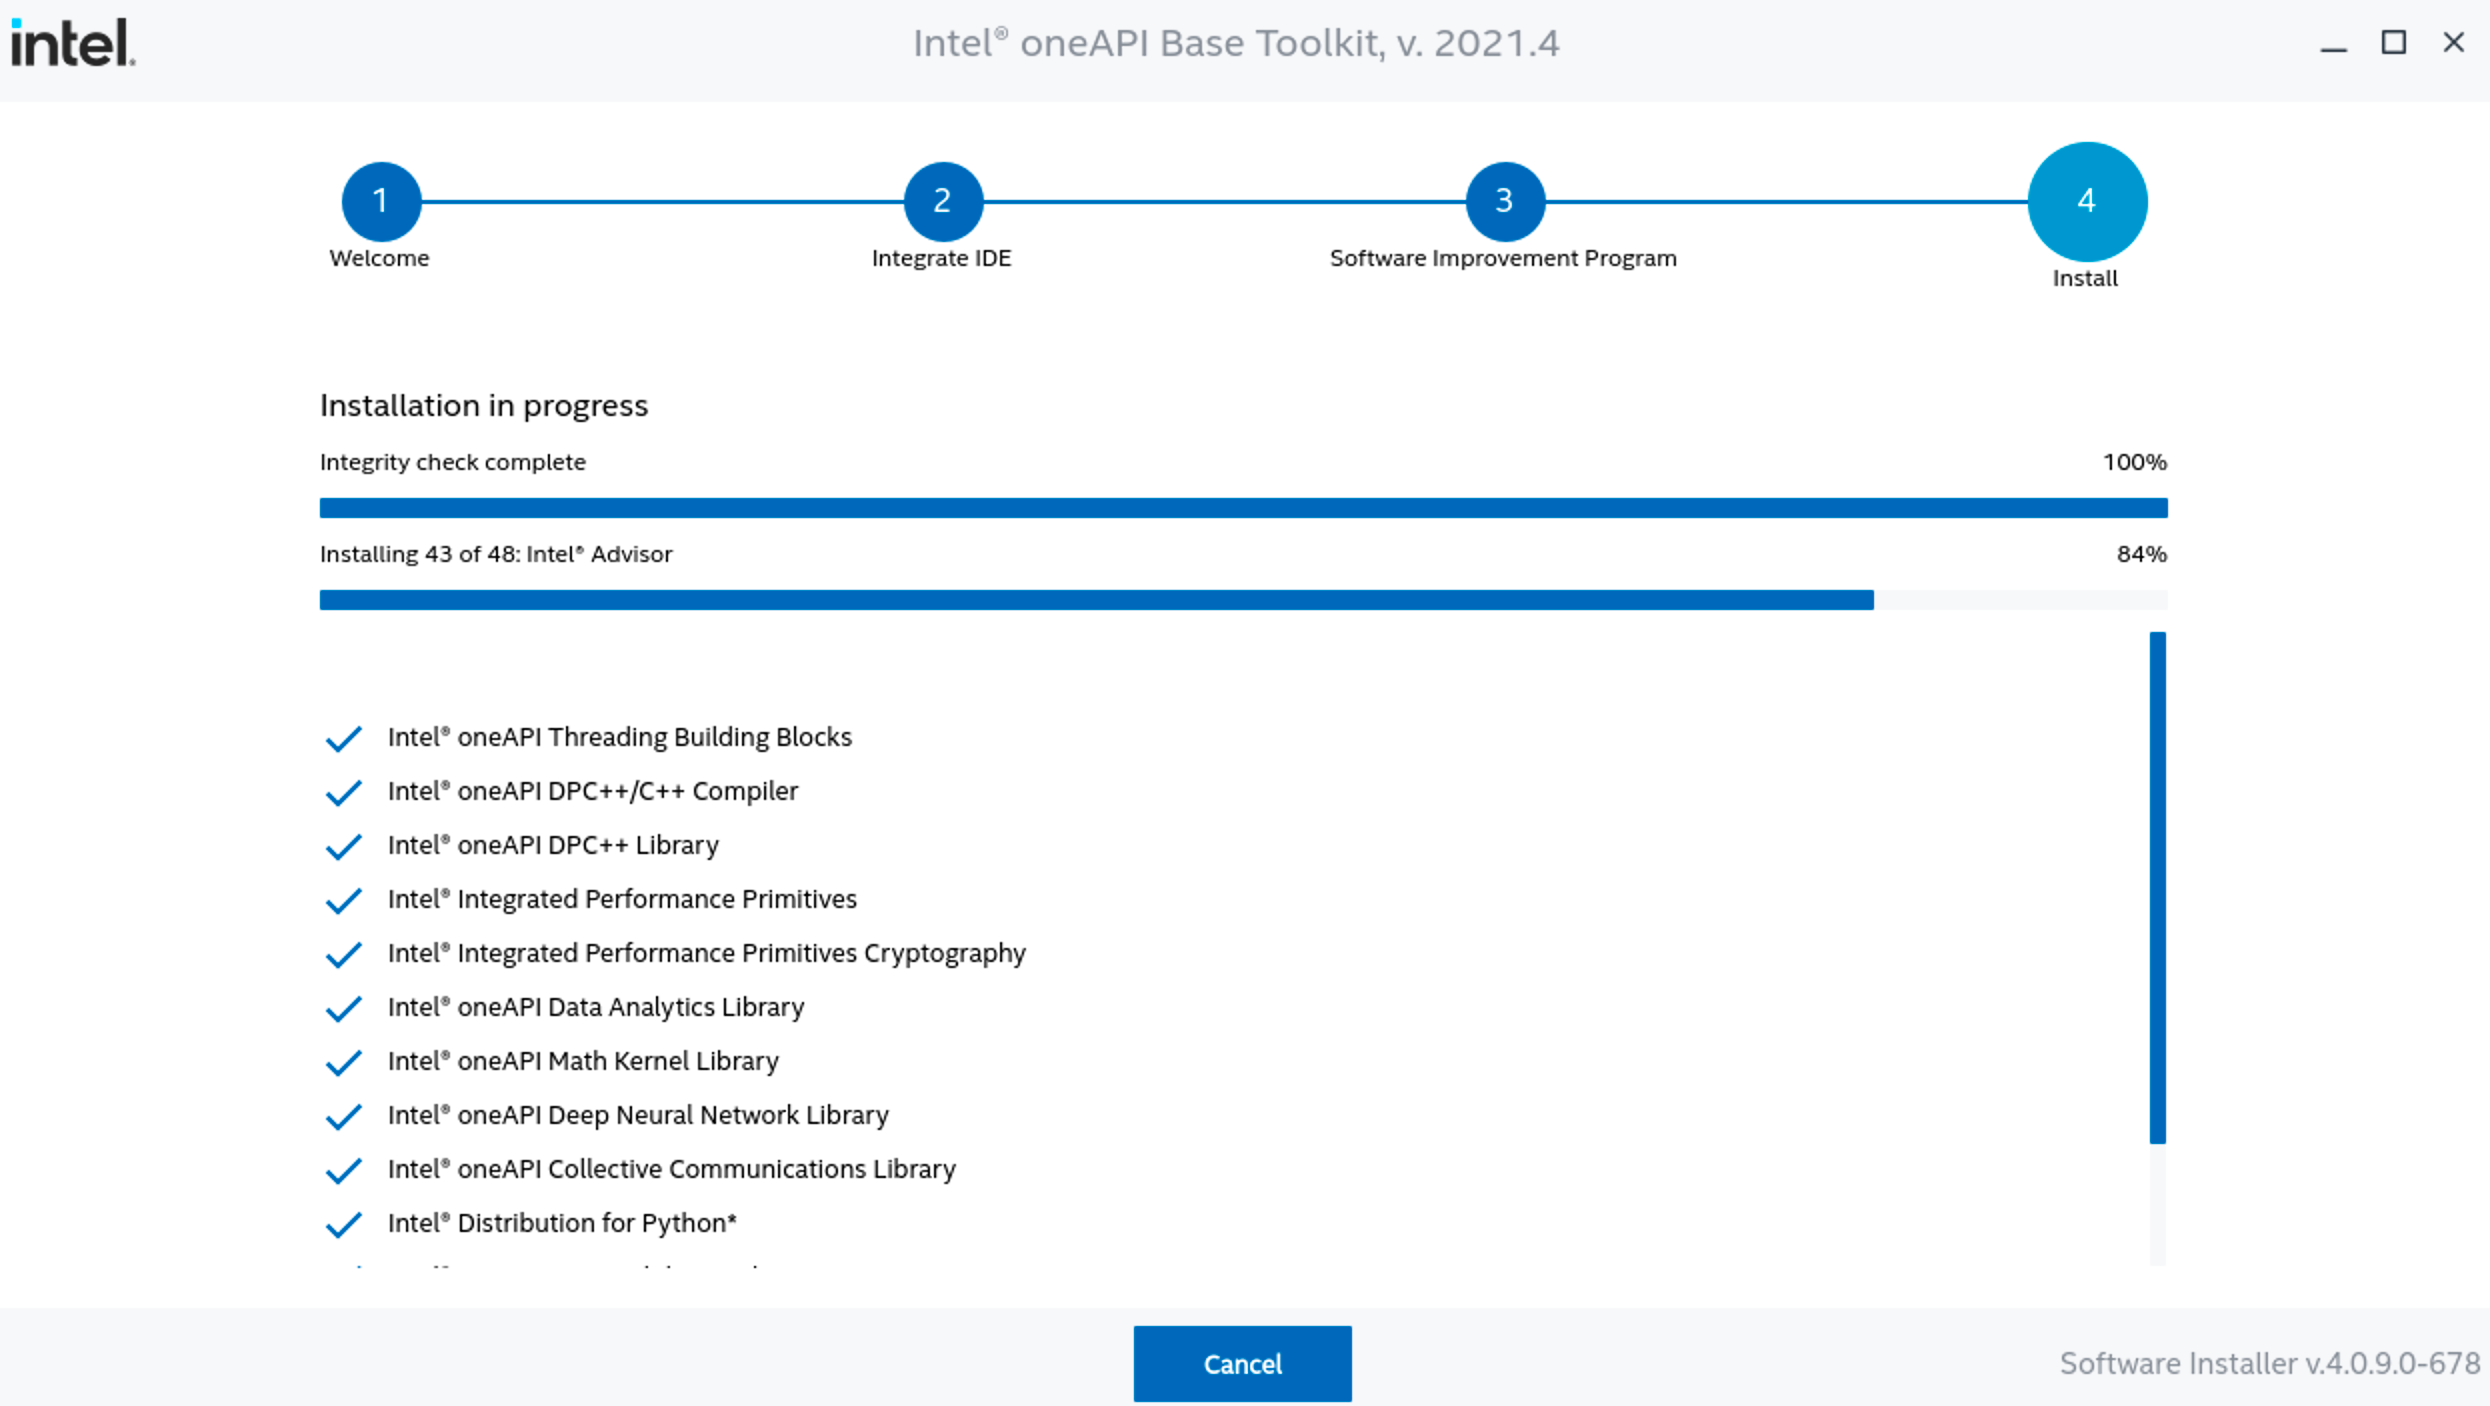 intel.
Intel® oneAPI Base Toolkit, v. 2021.4
1
2
3
4
Welcome
Integrate IDE
Software Improvement Program
Install
Installation in progress
Integrity check complete 100%
Installing 43 of 48: Intel® Advisor 84%
Intel® oneAPI Threading Building Blocks
Intel® oneAPI DPC++/C++ Compiler
Intel® oneAPI DPC++ Library
Intel® Integrated Performance Primitives
Intel® Integrated Performance Primitives Cryptography
Intel® oneAPI Data Analytics Library
Intel® oneAPI Math Kernel Library
Intel® oneAPI Deep Neural Network Library
Intel® oneAPI Collective Communications Library
Intel® Distribution for Python*
Cancel
Software Installer v.4.0.9.0-678